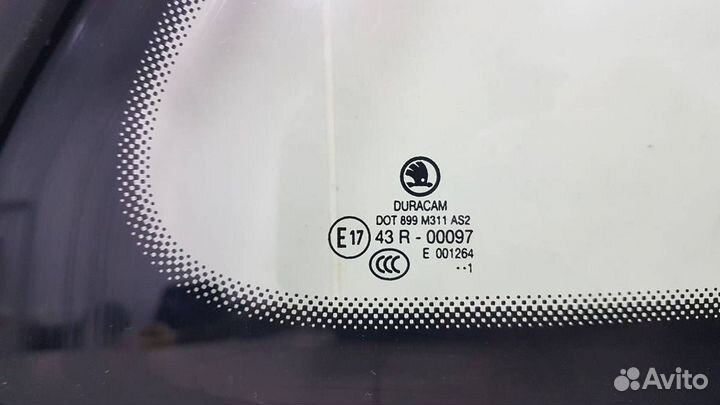 DURACAM
DOT 899 M311 AS2
E17 43 R - 00097
CCC E 001264
··1
Avito